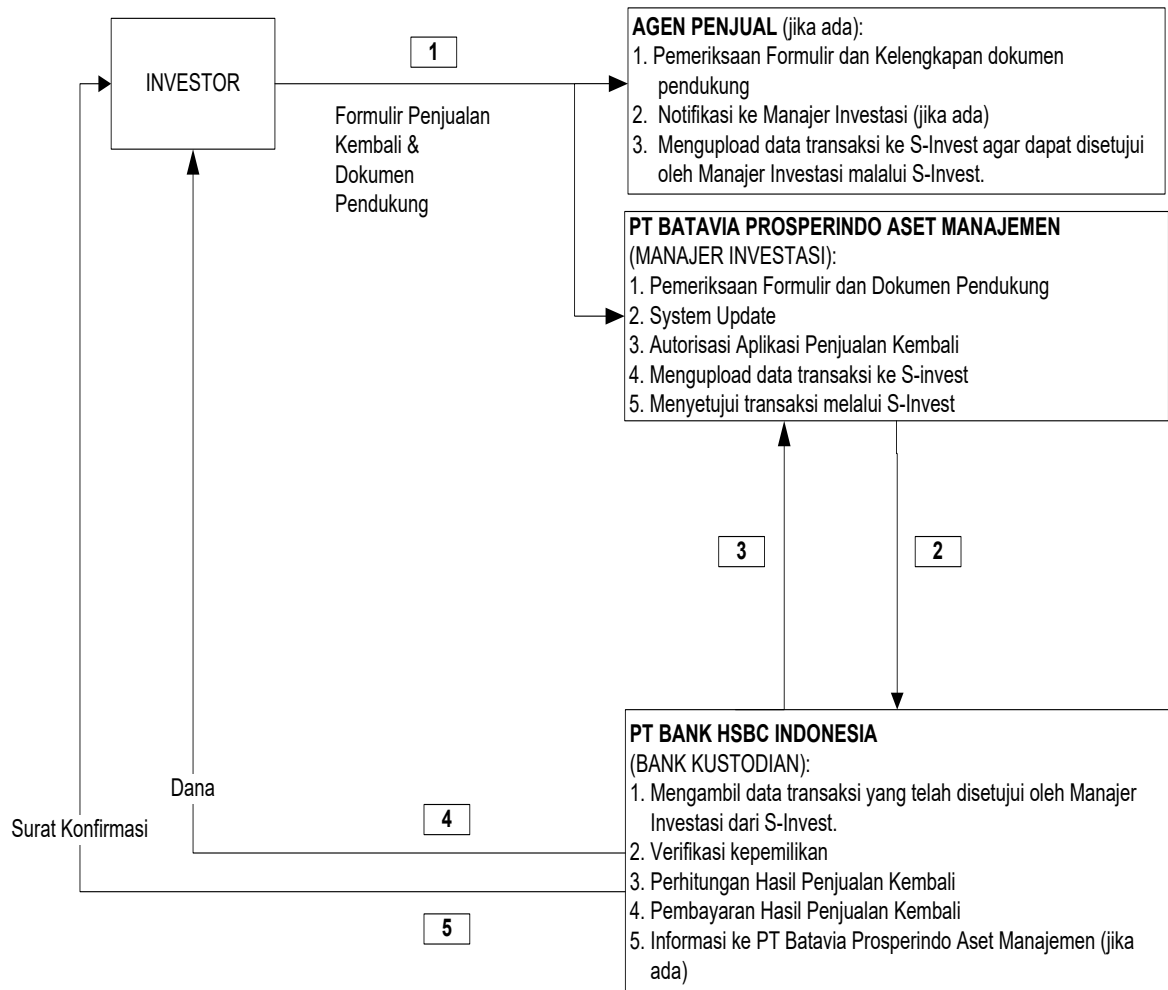 INVESTOR
1
Formulir Penjualan
Kembali &
Dokumen
Pendukung
AGEN PENJUAL (jika ada):
1. Pemeriksaan Formulir dan Kelengkapan dokumen
pendukung
2. Notifikasi ke Manajer Investasi (jika ada)
3. Mengupload data transaksi ke S-Invest agar dapat disetujui
oleh Manajer Investasi malalui S-Invest.
PT BATAVIA PROSPERINDO ASET MANAJEMEN
(MANAJER INVESTASI):
1. Pemeriksaan Formulir dan Dokumen Pendukung
2. System Update
3. Autorisasi Aplikasi Penjualan Kembali
4. Mengupload data transaksi ke S-invest
5. Menyetujui transaksi melalui S-Invest
3
2
PT BANK HSBC INDONESIA
(BANK KUSTODIAN):
1. Mengambil data transaksi yang telah disetujui oleh Manajer
Investasi dari S-Invest.
2. Verifikasi kepemilikan
3. Perhitungan Hasil Penjualan Kembali
4. Pembayaran Hasil Penjualan Kembali
5. Informasi ke PT Batavia Prosperindo Aset Manajemen (jika
ada)
Dana
Surat Konfirmasi
4
5